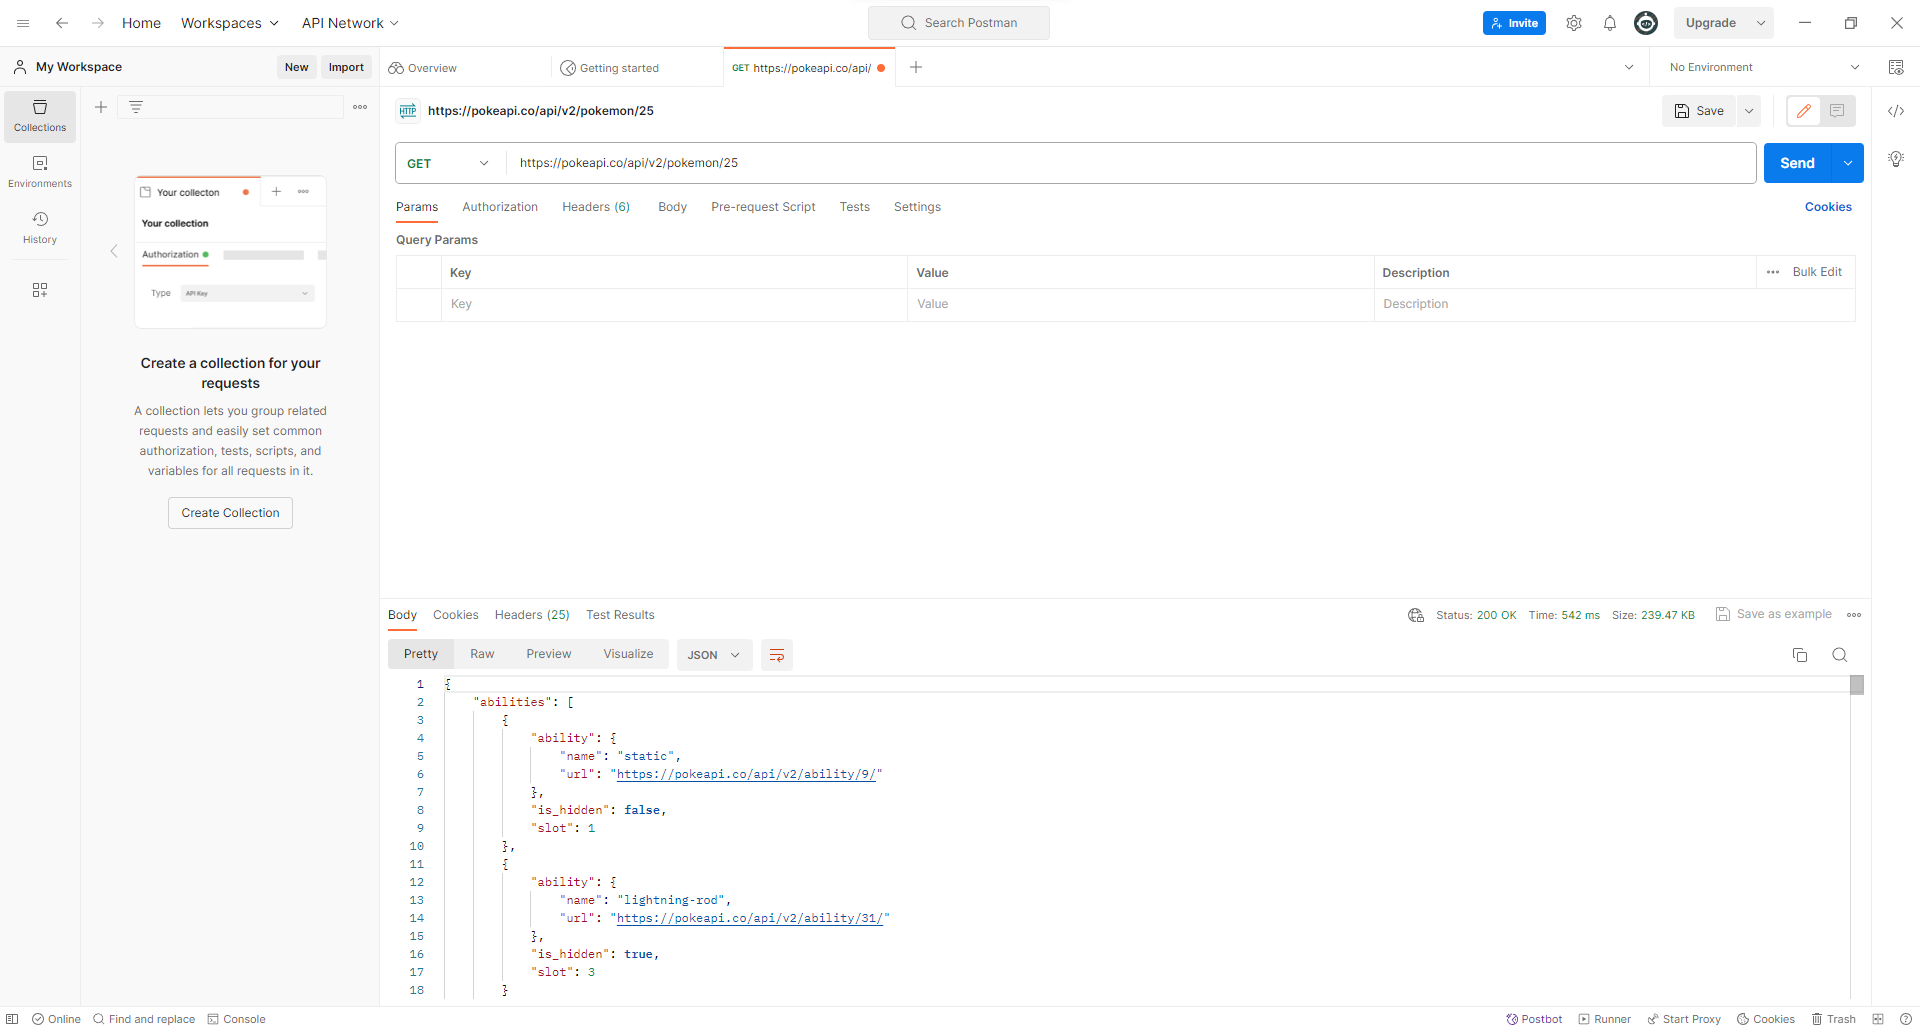 Home Workspaces API Network Search Postman Invite Upgrade
My Workspace New Import Overview Getting started GET https://pokeapi.co/api/ No Environment
Collections
Environments
History
Your collecton
Your collection
Authorization
Type API Key
Create a collection for your
requests
A collection lets you group related
requests and easily set common
authorization, tests, scripts, and
variables for all requests in it.
Create Collection
HTTP https://pokeapi.co/api/v2/pokemon/25 Save
GET https://pokeapi.co/api/v2/pokemon/25 Send
Params Authorization Headers (6) Body Pre-request Script Tests Settings Cookies
Query Params
Key Value Description ••• Bulk Edit
Key Value Description
Body Cookies Headers (25) Test Results Status: 200 OK Time: 542 ms Size: 239.47 KB Save as example
Pretty Raw Preview Visualize JSON
1 {
2 "abilities": [
3 {
4 "ability": {
5 "name": "static",
6 "url": "https://pokeapi.co/api/v2/ability/9/"
7 },
8 "is_hidden": false,
9 "slot": 1
10 },
11 {
12 "ability": {
13 "name": "lightning-rod",
14 "url": "https://pokeapi.co/api/v2/ability/31/"
15 },
16 "is_hidden": true,
17 "slot": 3
18 }
Online Find and replace Console Postbot Runner Start Proxy Cookies Trash